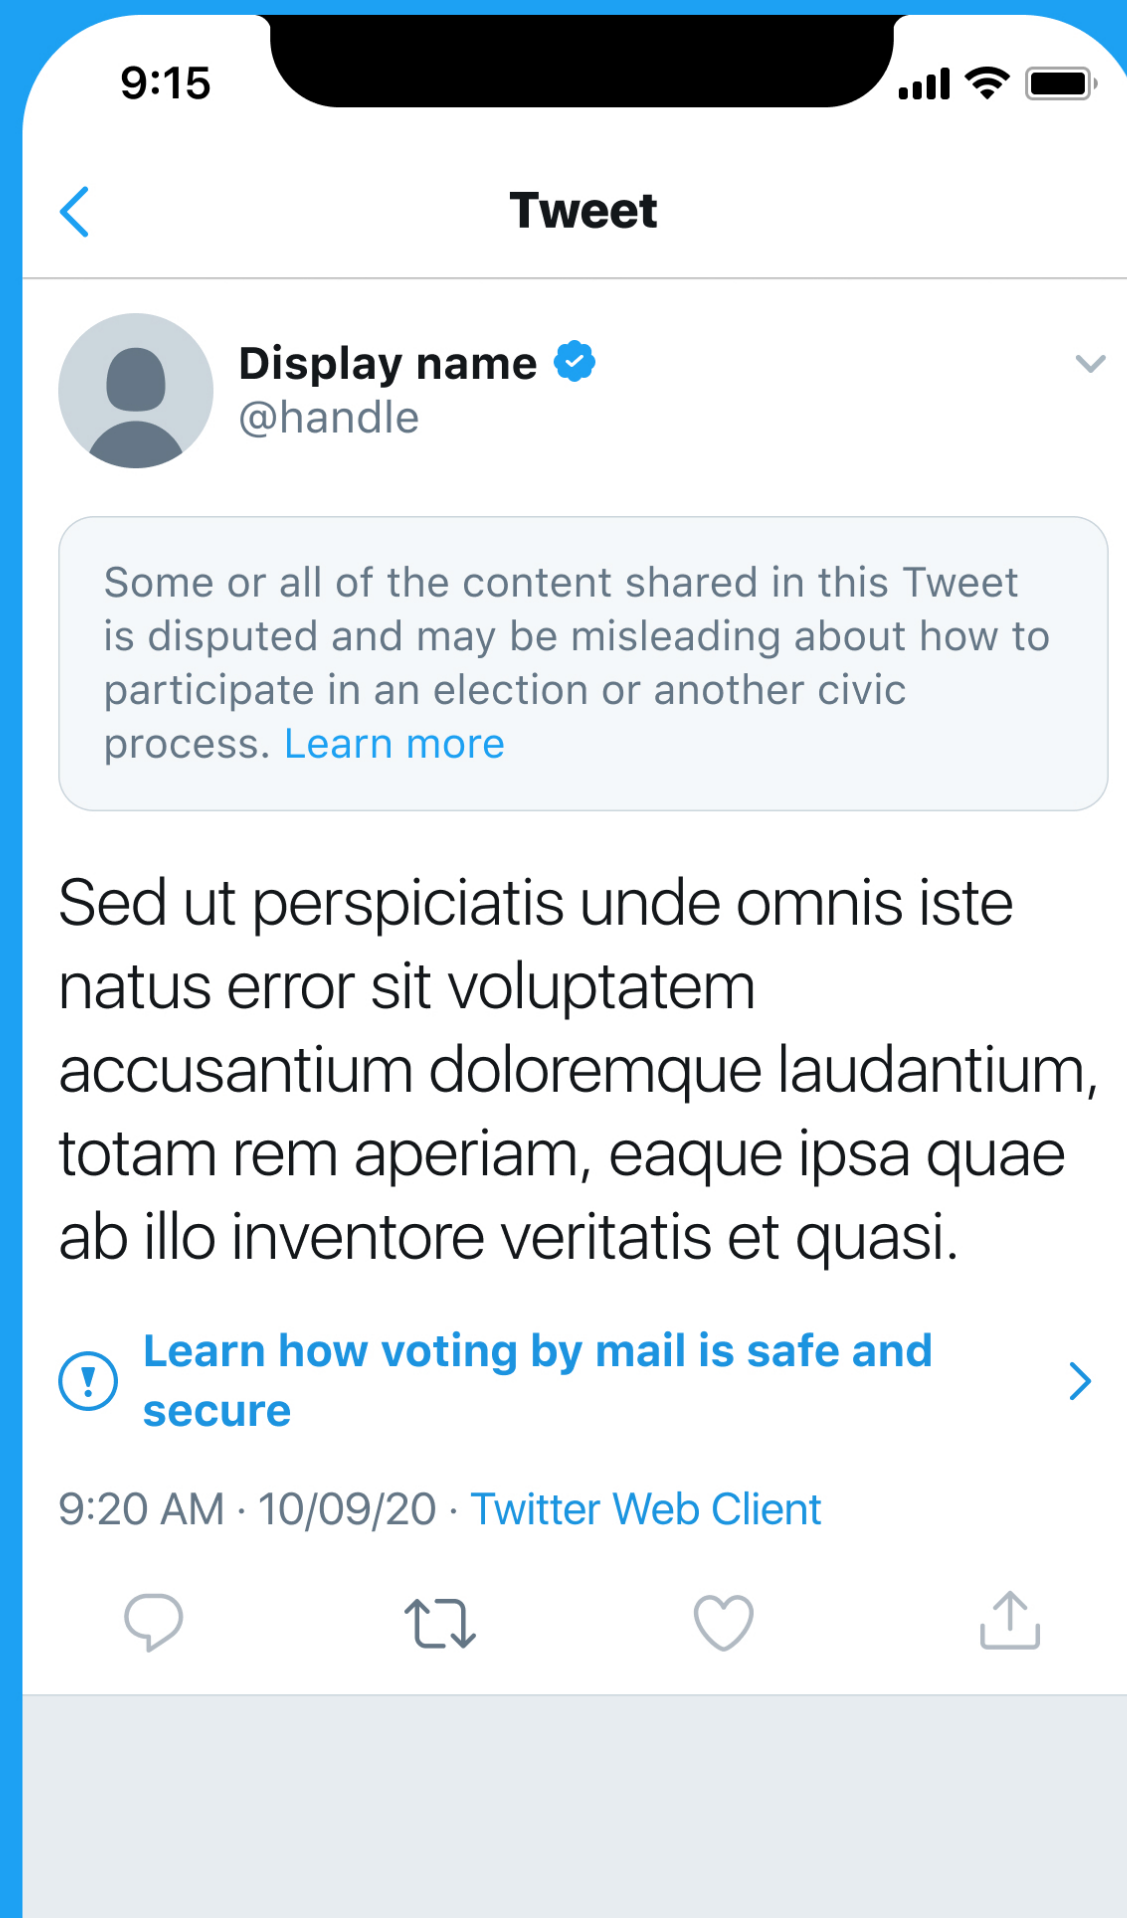 9:15
Tweet
Display name
@handle
Some or all of the content shared in this Tweet
is disputed and may be misleading about how to
participate in an election or another civic
process. Learn more
Sed ut perspiciatis unde omnis iste
natus error sit voluptatem
accusantium doloremque laudantium,
totam rem aperiam, eaque ipsa quae
ab illo inventore veritatis et quasi.
Learn how voting by mail is safe and
secure
9:20 AM · 10/09/20 · Twitter Web Client